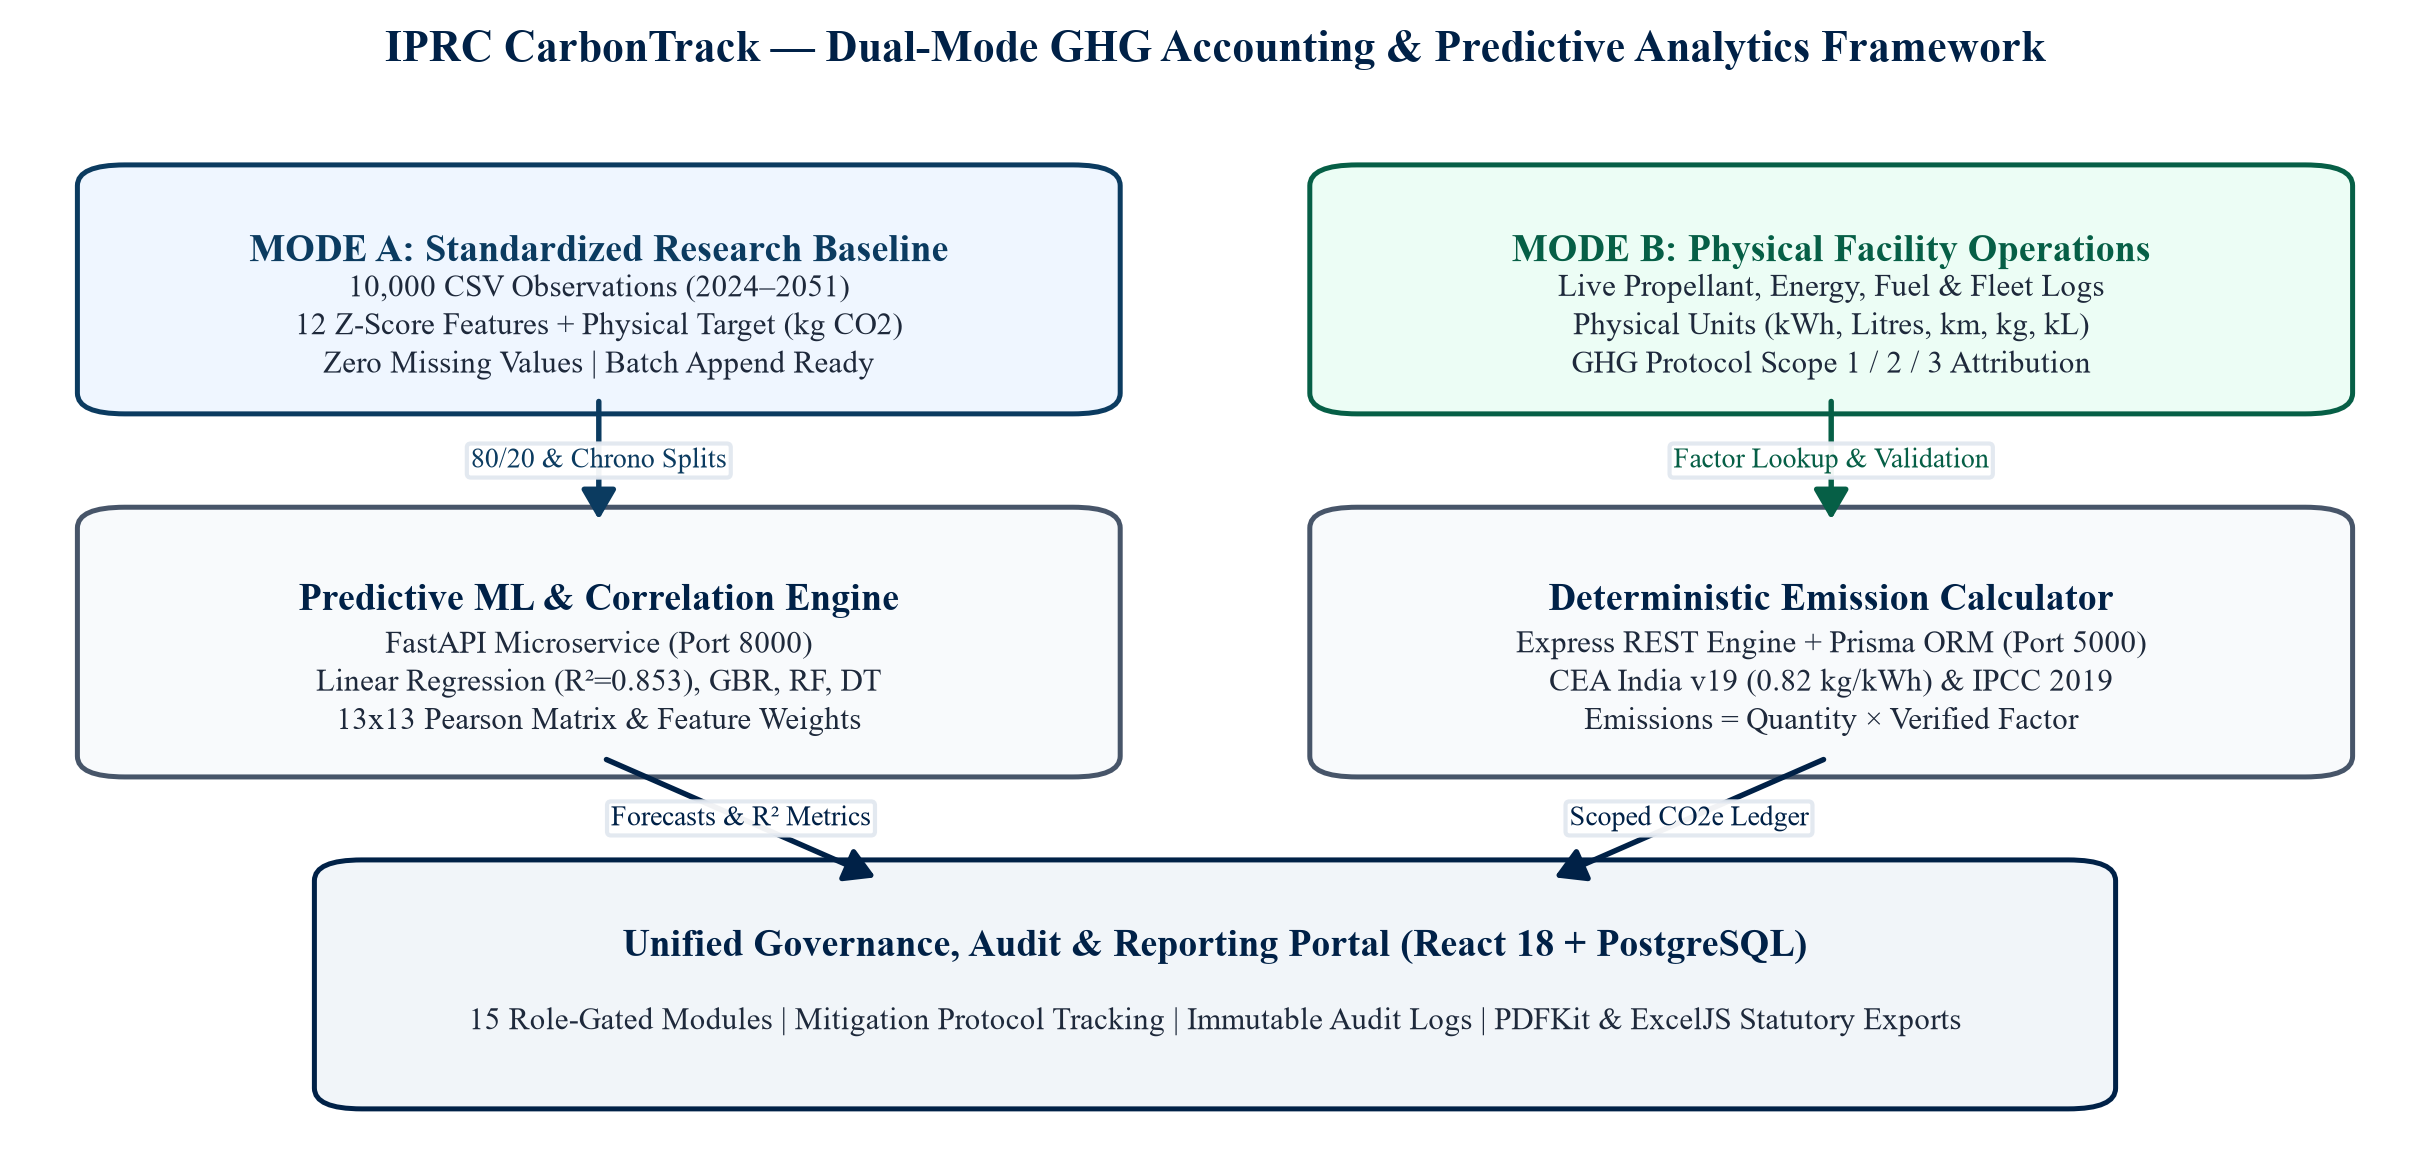 IPRC CarbonTrack — Dual-Mode GHG Accounting & Predictive Analytics Framework
MODE A: Standardized Research Baseline
10,000 CSV Observations (2024–2051)
12 Z-Score Features + Physical Target (kg CO2)
Zero Missing Values | Batch Append Ready
MODE B: Physical Facility Operations
Live Propellant, Energy, Fuel & Fleet Logs
Physical Units (kWh, Litres, km, kg, kL)
GHG Protocol Scope 1 / 2 / 3 Attribution
80/20 & Chrono Splits
Factor Lookup & Validation
Predictive ML & Correlation Engine
FastAPI Microservice (Port 8000)
Linear Regression (R²=0.853), GBR, RF, DT
13x13 Pearson Matrix & Feature Weights
Deterministic Emission Calculator
Express REST Engine + Prisma ORM (Port 5000)
CEA India v19 (0.82 kg/kWh) & IPCC 2019
Emissions = Quantity × Verified Factor
Forecasts & R² Metrics
Scoped CO2e Ledger
Unified Governance, Audit & Reporting Portal (React 18 + PostgreSQL)
15 Role-Gated Modules | Mitigation Protocol Tracking | Immutable Audit Logs | PDFKit & ExcelJS Statutory Exports